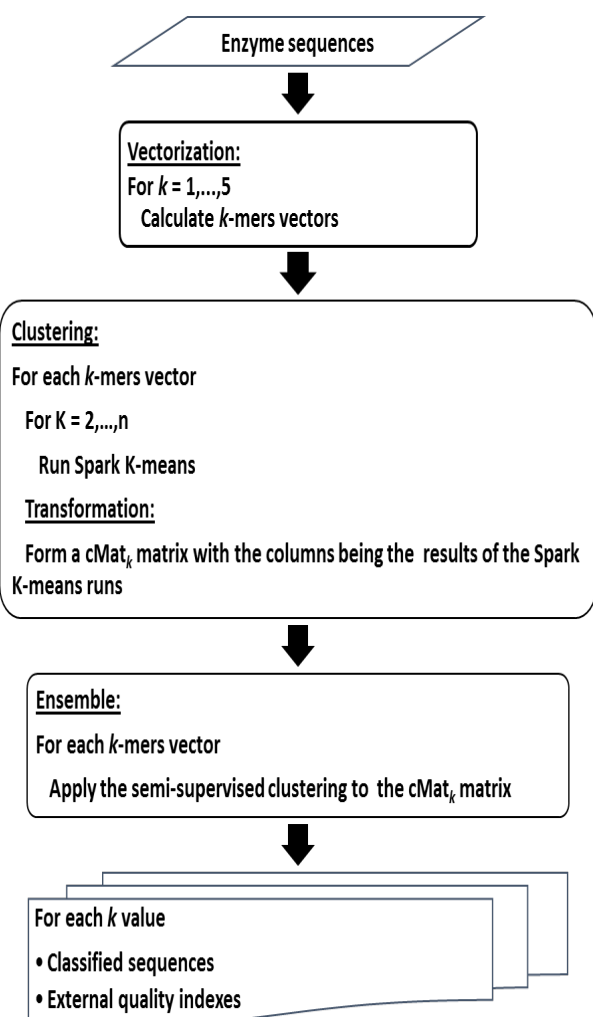 Enzyme sequences
Vectorization:
For k = 1,...,5
Calculate k-mers vectors
Clustering:
For each k-mers vector
For K = 2,...,n
Run Spark K-means
Transformation:
Form a cMatk matrix with the columns being the results of the Spark
K-means runs
Ensemble:
For each k-mers vector
Apply the semi-supervised clustering to the cMatk matrix
For each k value
• Classified sequences
• External quality indexes